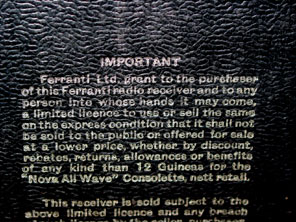 IMPORTANT
Ferranti Ltd. grant to the purchaser
of this Ferranti radio receiver and to any
person into whose hands it may come,
a limited licence to use or sell the same
on the express condition that it shall not
be sold to the public or offered for sale
at a lower price, whether by discount,
rebates, returns, allowances or benefits
of any kind than 12 Guineas for the
"Nova All Wave" Consolette, nett retail.
This receiver is sold subject to the
above limited licence and any breach